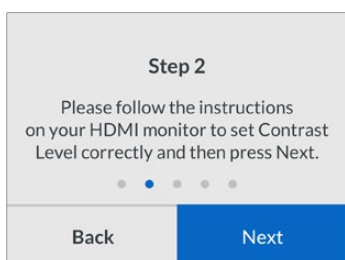 Step 2
Please follow the instructions
on your HDMI monitor to set Contrast
Level correctly and then press Next.
Back
Next